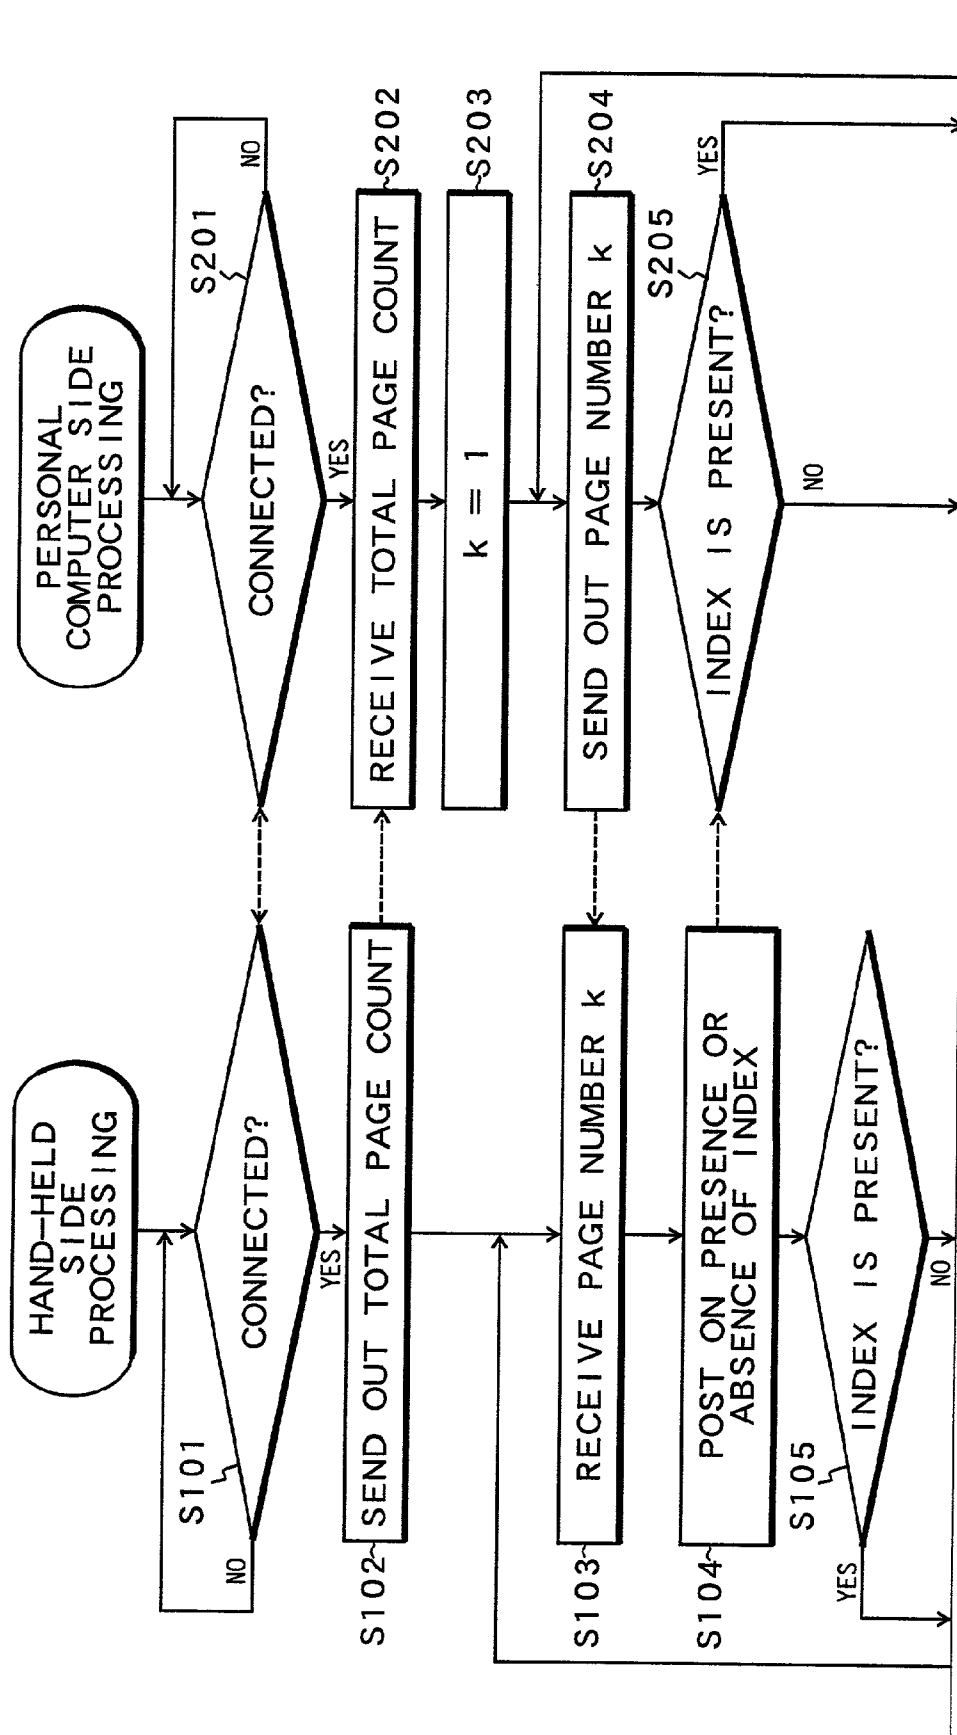 HAND-HELD
SIDE
PROCESSING
S101
CONNECTED?
NO
YES
S102
SEND OUT TOTAL PAGE COUNT
S103
RECEIVE PAGE NUMBER k
S104
POST ON PRESENCE OR
ABSENCE OF INDEX
S105
INDEX IS PRESENT?
YES
NO
PERSONAL
COMPUTER SIDE
PROCESSING
S201
CONNECTED?
NO
YES
S202
RECEIVE TOTAL PAGE COUNT
S203
k = 1
S204
SEND OUT PAGE NUMBER k
S205
INDEX IS PRESENT?
YES
NO